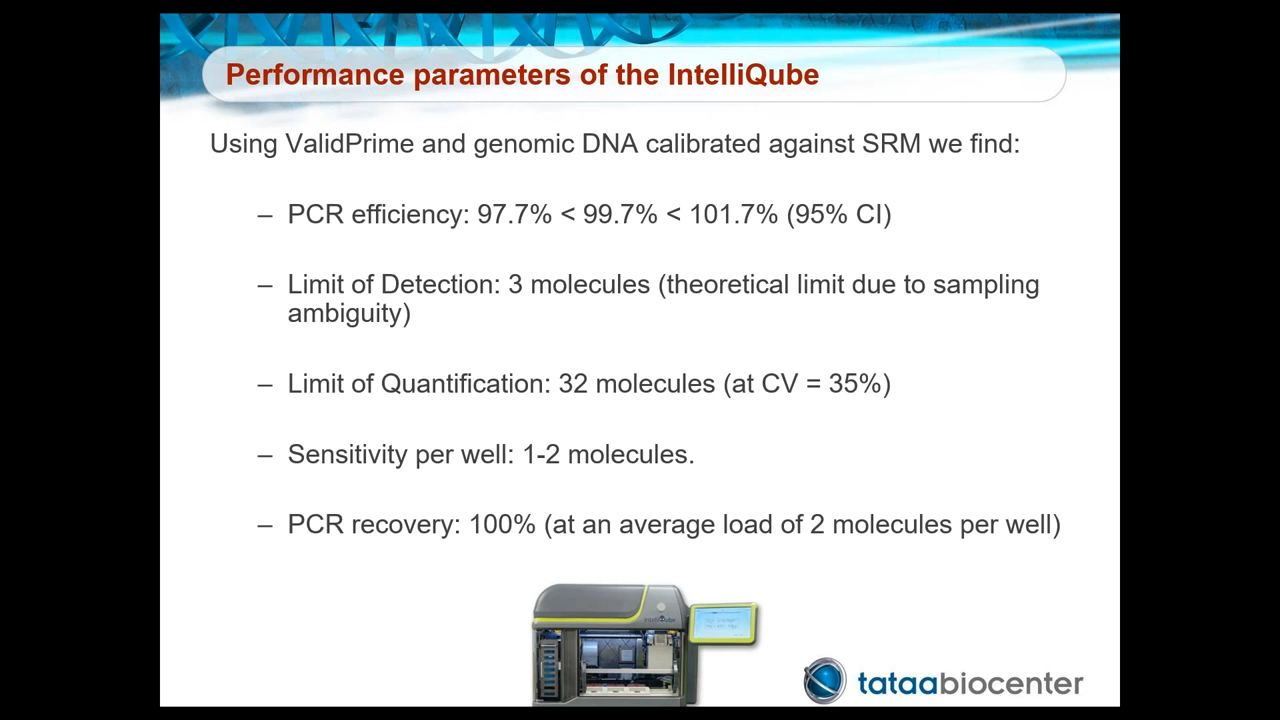 Performance parameters of the IntelliQube
Using ValidPrime and genomic DNA calibrated against SRM we find:
– PCR efficiency: 97.7% < 99.7% < 101.7% (95% CI)
– Limit of Detection: 3 molecules (theoretical limit due to sampling
ambiguity)
– Limit of Quantification: 32 molecules (at CV = 35%)
– Sensitivity per well: 1-2 molecules.
– PCR recovery: 100% (at an average load of 2 molecules per well)
tataabiocenter